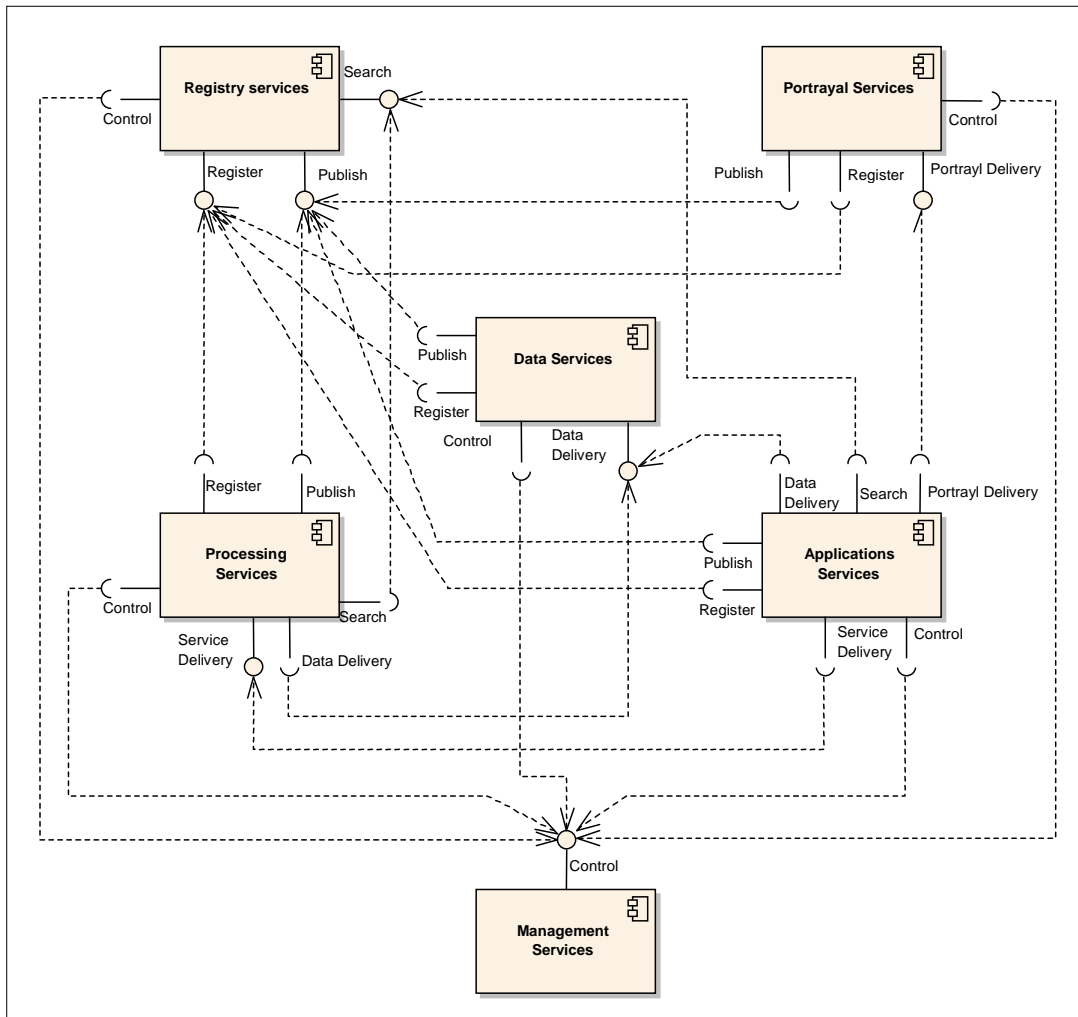 Registry services
Search
Control
Register
Publish
Portrayal Services
Control
Publish
Register
Portrayl Delivery
Data Services
Publish
Register
Control
Data
Delivery
Register
Publish
Processing
Services
Control
Search
Service
Delivery
Data Delivery
Data
Delivery
Search
Portrayl Delivery
Applications
Services
Publish
Register
Service
Delivery
Control
Control
Management
Services